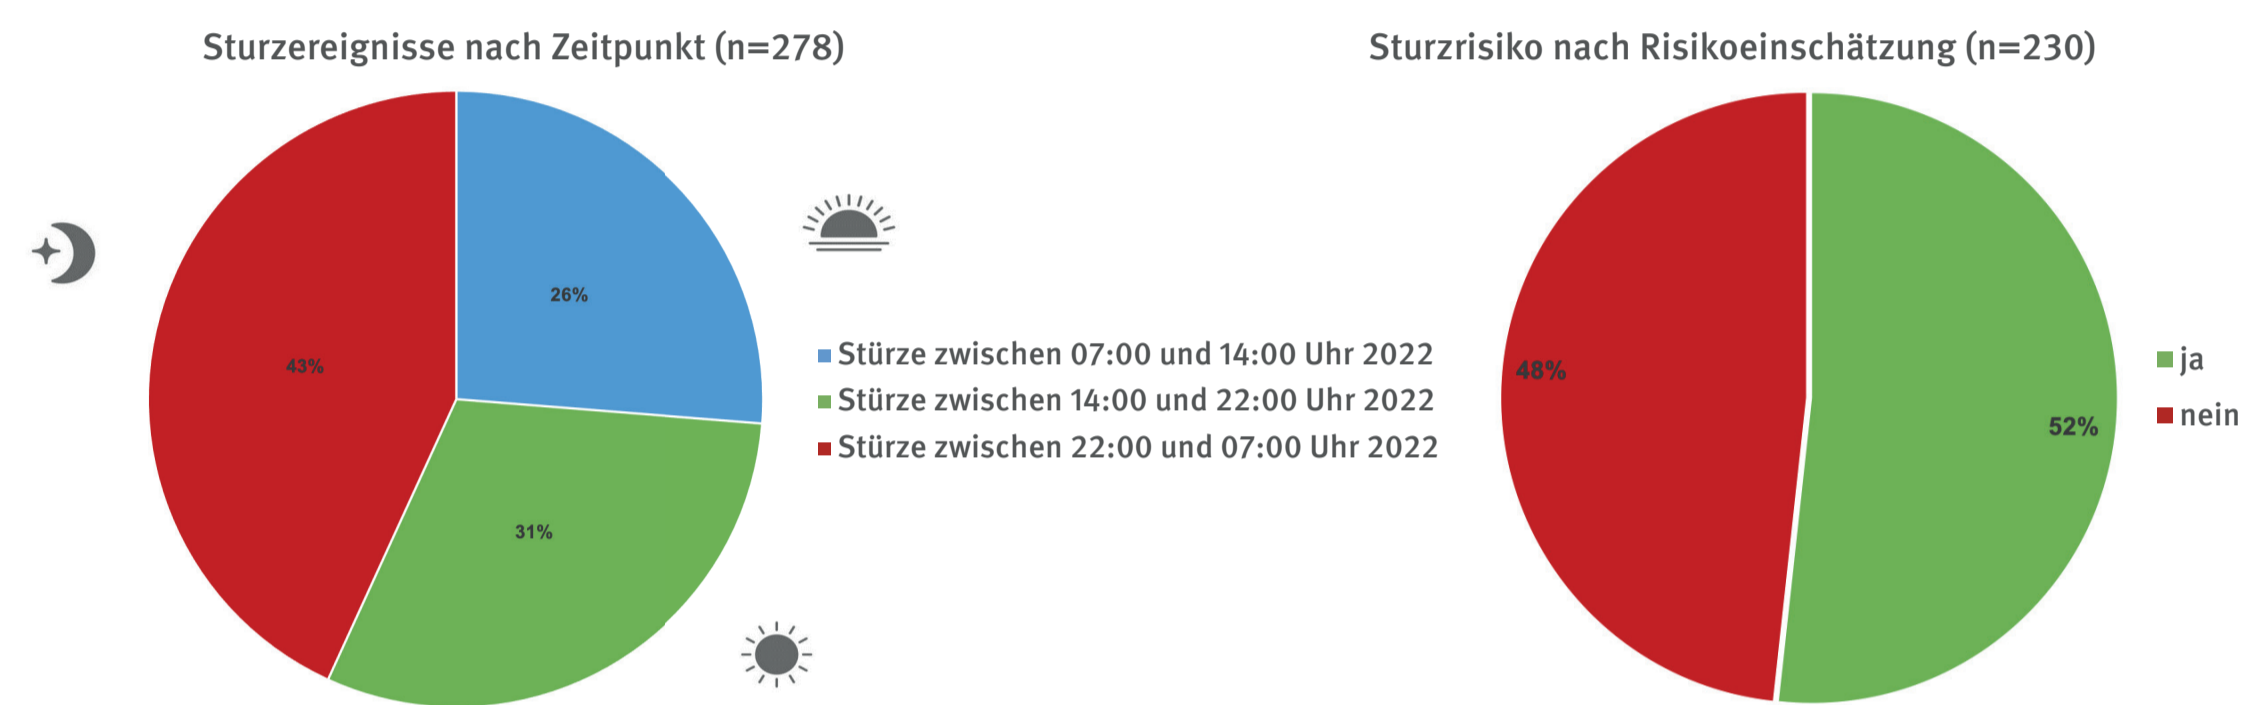 Sturzereignisse nach Zeitpunkt (n=278)
26%
43%
31%
Stürze zwischen 07:00 und 14:00 Uhr 2022
Stürze zwischen 14:00 und 22:00 Uhr 2022
Stürze zwischen 22:00 und 07:00 Uhr 2022
Sturzrisiko nach Risikoeinschätzung (n=230)
48%
52%
ja
nein